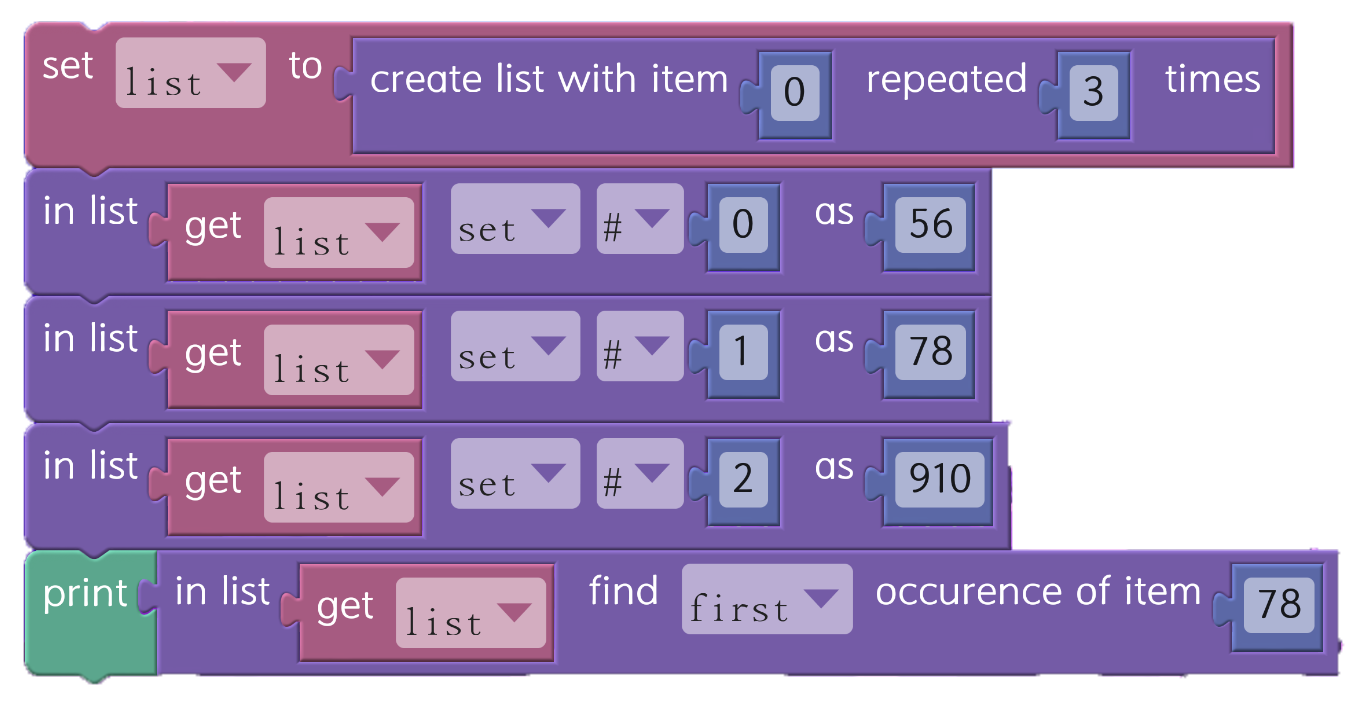 set list to create list with item 0 repeated 3 times
in list get list set # 0 as 56
in list get list set # 1 as 78
in list get list set # 2 as 910
print in list get list find first occurence of item 78